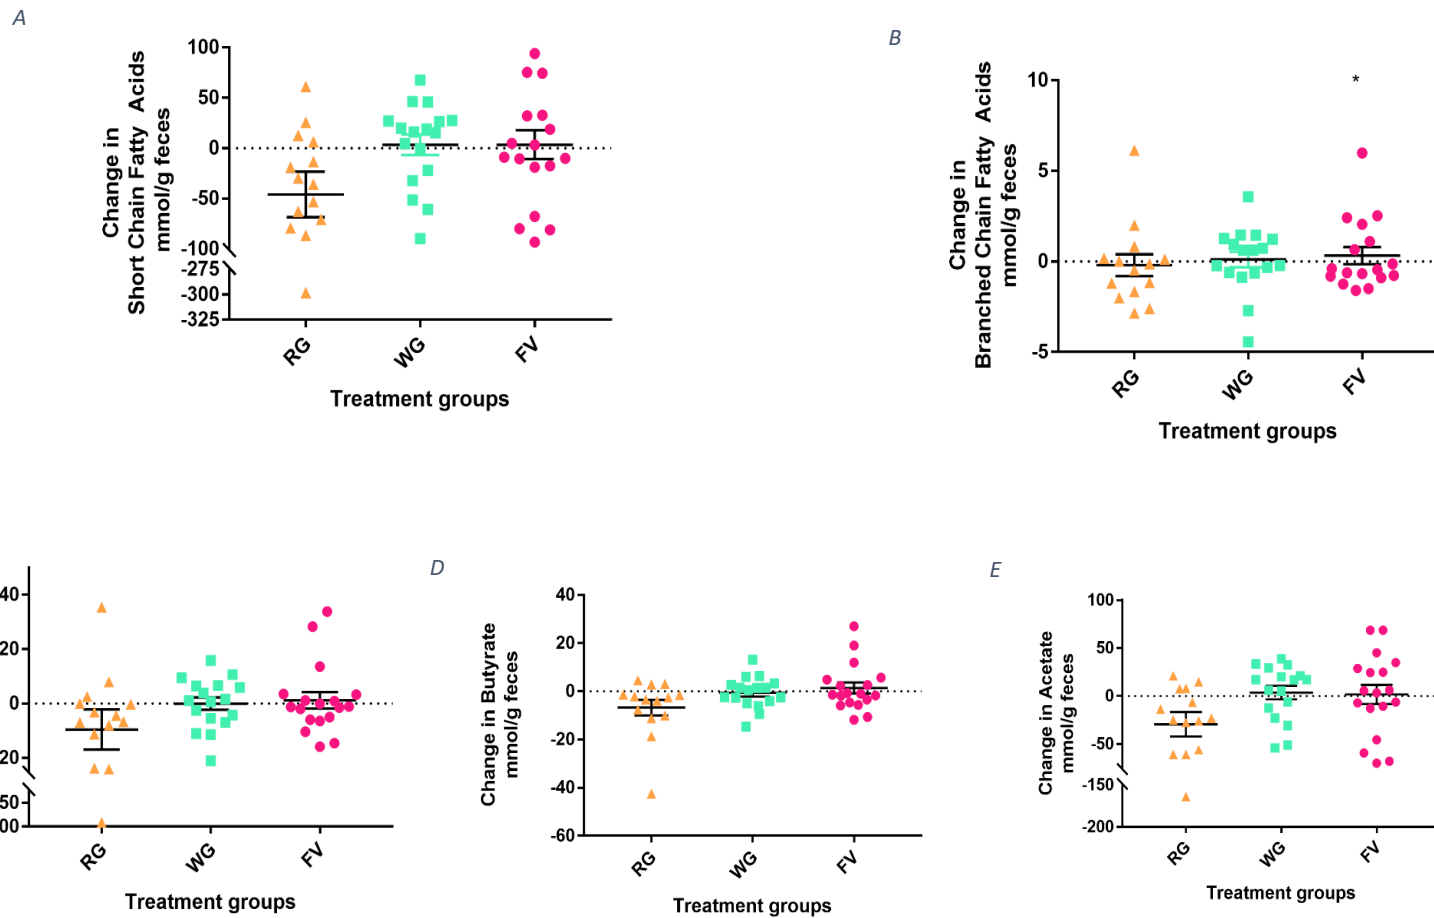 A
Change in
Short Chain Fatty Acids
mmol/g feces
100
50
0
-50
-100
-275
-300
-325
RG
WG
FV
Treatment groups
B
Change in
Branched Chain Fatty Acids
mmol/g feces
10
5
0
-5
*
RG
WG
FV
Treatment groups
40
20
0
20
50
00
RG
WG
FV
Treatment groups
D
Change in Butyrate
mmol/g feces
40
20
0
-20
-40
-60
RG
WG
FV
Treatment groups
E
Change in Acetate
mmol/g feces
100
50
0
-50
-150
-200
RG
WG
FV
Treatment groups